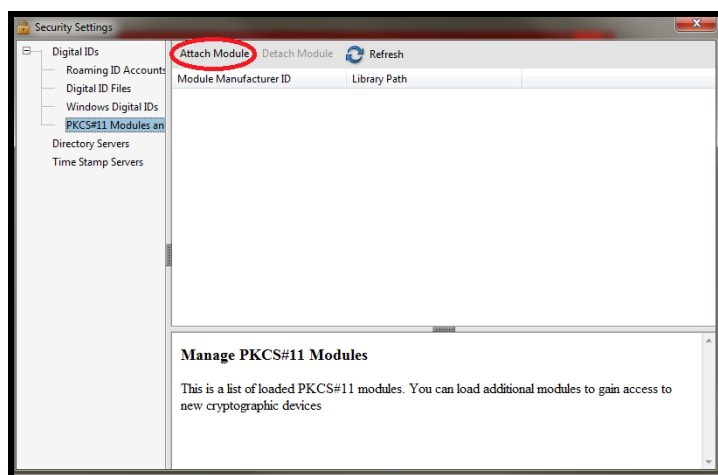 Security Settings
Digital IDs
Roaming ID Accounts
Digital ID Files
Windows Digital IDs
PKCS#11 Modules an
Directory Servers
Time Stamp Servers
Attach Module Detach Module Refresh
Module Manufacturer ID Library Path
Manage PKCS#11 Modules
This is a list of loaded PKCS#11 modules. You can load additional modules to gain access to
new cryptographic devices